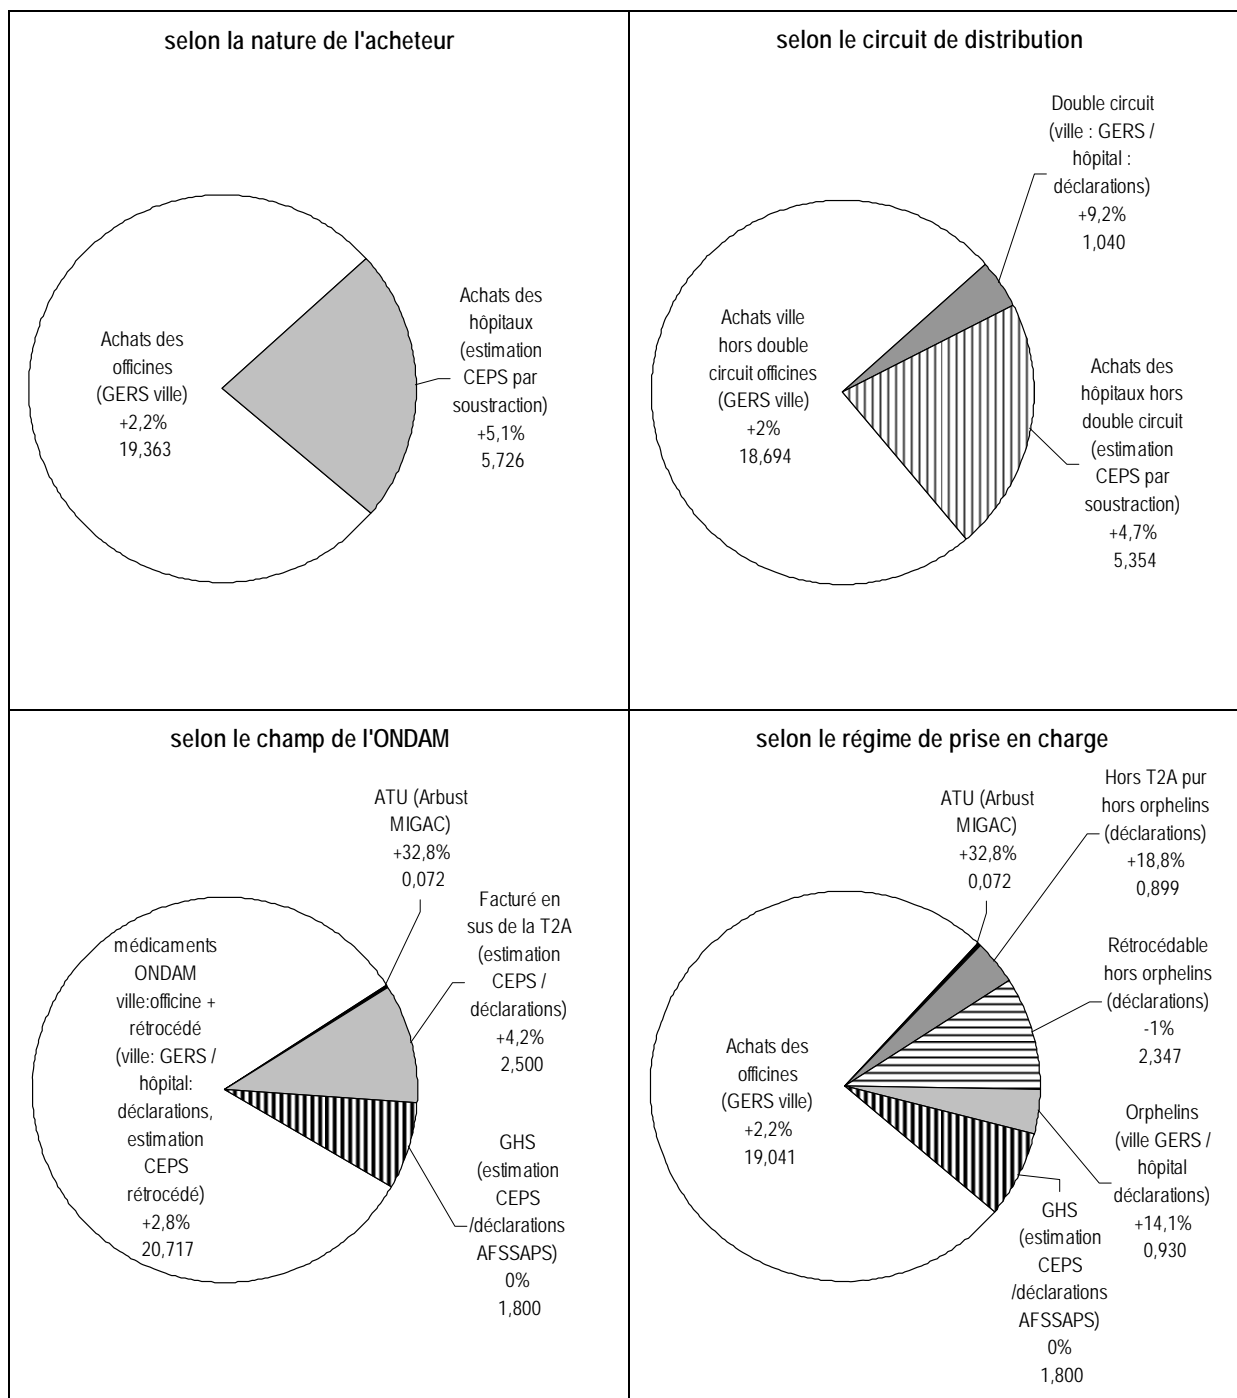 selon la nature de l'acheteur
Achats des
officines
(GERS ville)
+2,2%
19,363
Achats des
hôpitaux
(estimation
CEPS par
soustraction)
+5,1%
5,726
selon le circuit de distribution
Double circuit
(ville : GERS /
hôpital :
déclarations)
+9,2%
1,040
Achats ville
hors double
circuit officines
(GERS ville)
+2%
18,694
Achats des
hôpitaux hors
double circuit
(estimation
CEPS par
soustraction)
+4,7%
5,354
selon le champ de l'ONDAM
ATU (Arbust
MIGAC)
+32,8%
0,072
Facturé en
sus de la T2A
(estimation
CEPS /
déclarations)
+4,2%
2,500
médicaments
ONDAM
ville:officine +
rétrocédé
(ville: GERS /
hôpital:
déclarations,
estimation
CEPS
rétrocédé)
+2,8%
20,717
GHS
(estimation
CEPS
/déclarations
AFSSAPS)
0%
1,800
selon le régime de prise en charge
ATU (Arbust
MIGAC)
+32,8%
0,072
Hors T2A pur
hors orphelins
(déclarations)
+18,8%
0,899
Rétrocédable
hors orphelins
(déclarations)
-1%
2,347
Achats des
officines
(GERS ville)
+2,2%
19,041
Orphelins
(ville GERS /
hôpital
déclarations)
+14,1%
0,930
GHS
(estimation
CEPS
/déclarations
AFSSAPS)
0%
1,800